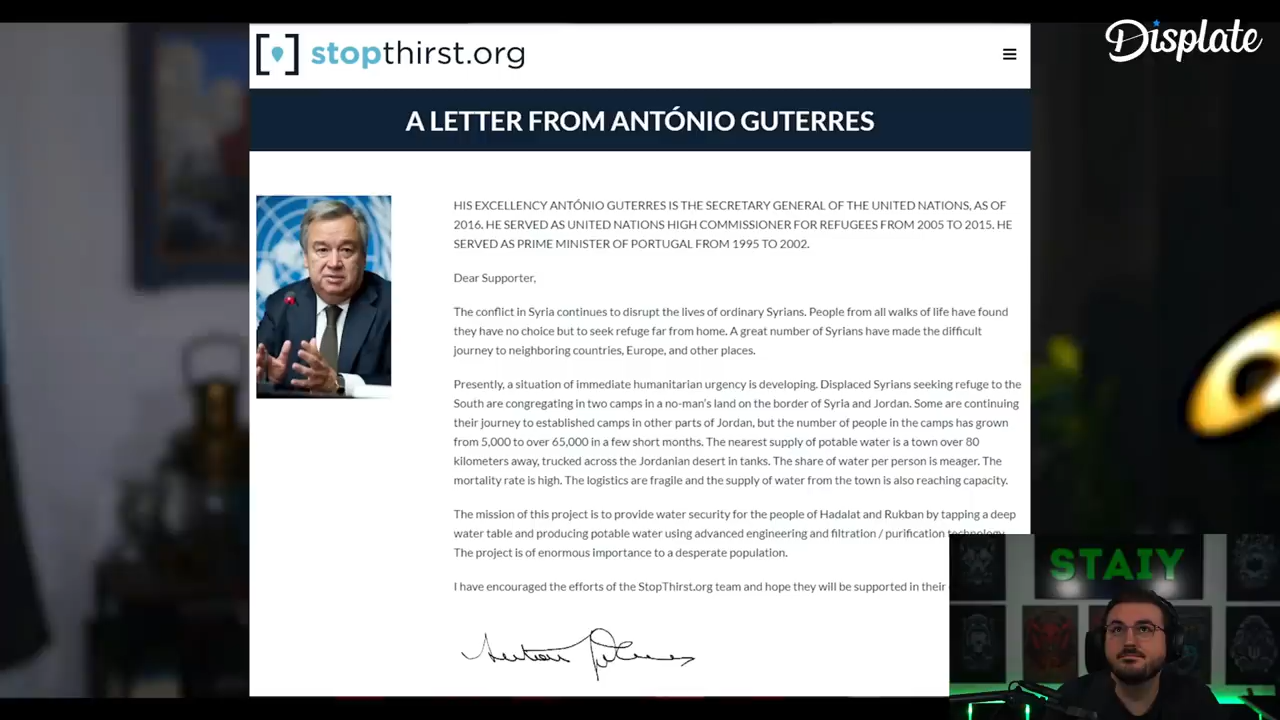 stopthirst.org
Displate
A LETTER FROM ANTÓNIO GUTERRES
HIS EXCELLENCY ANTÓNIO GUTERRES IS THE SECRETARY GENERAL OF THE UNITED NATIONS, AS OF
2016. HE SERVED AS UNITED NATIONS HIGH COMMISSIONER FOR REFUGEES FROM 2005 TO 2015. HE
SERVED AS PRIME MINISTER OF PORTUGAL FROM 1995 TO 2002.
Dear Supporter,
The conflict in Syria continues to disrupt the lives of ordinary Syrians. People from all walks of life have found
they have no choice but to seek refuge far from home. A great number of Syrians have made the difficult
journey to neighboring countries, Europe, and other places.
Presently, a situation of immediate humanitarian urgency is developing. Displaced Syrians seeking refuge to the
South are congregating in two camps in a no-man's land on the border of Syria and Jordan. Some are continuing
their journey to established camps in other parts of Jordan, but the number of people in the camps has grown
from 5,000 to over 65,000 in a few short months. The nearest supply of potable water is a town over 80
kilometers away, trucked across the Jordanian desert in tanks. The share of water per person is meager. The
mortality rate is high. The logistics are fragile and the supply of water from the town is also reaching capacity.
The mission of this project is to provide water security for the people of Hadalat and Rukban by tapping a deep
water table and producing potable water using advanced engineering and filtration / purification technology.
The project is of enormous importance to a desperate population.
I have encouraged the efforts of the StopThirst.org team and hope they will be supported in their
STAIY